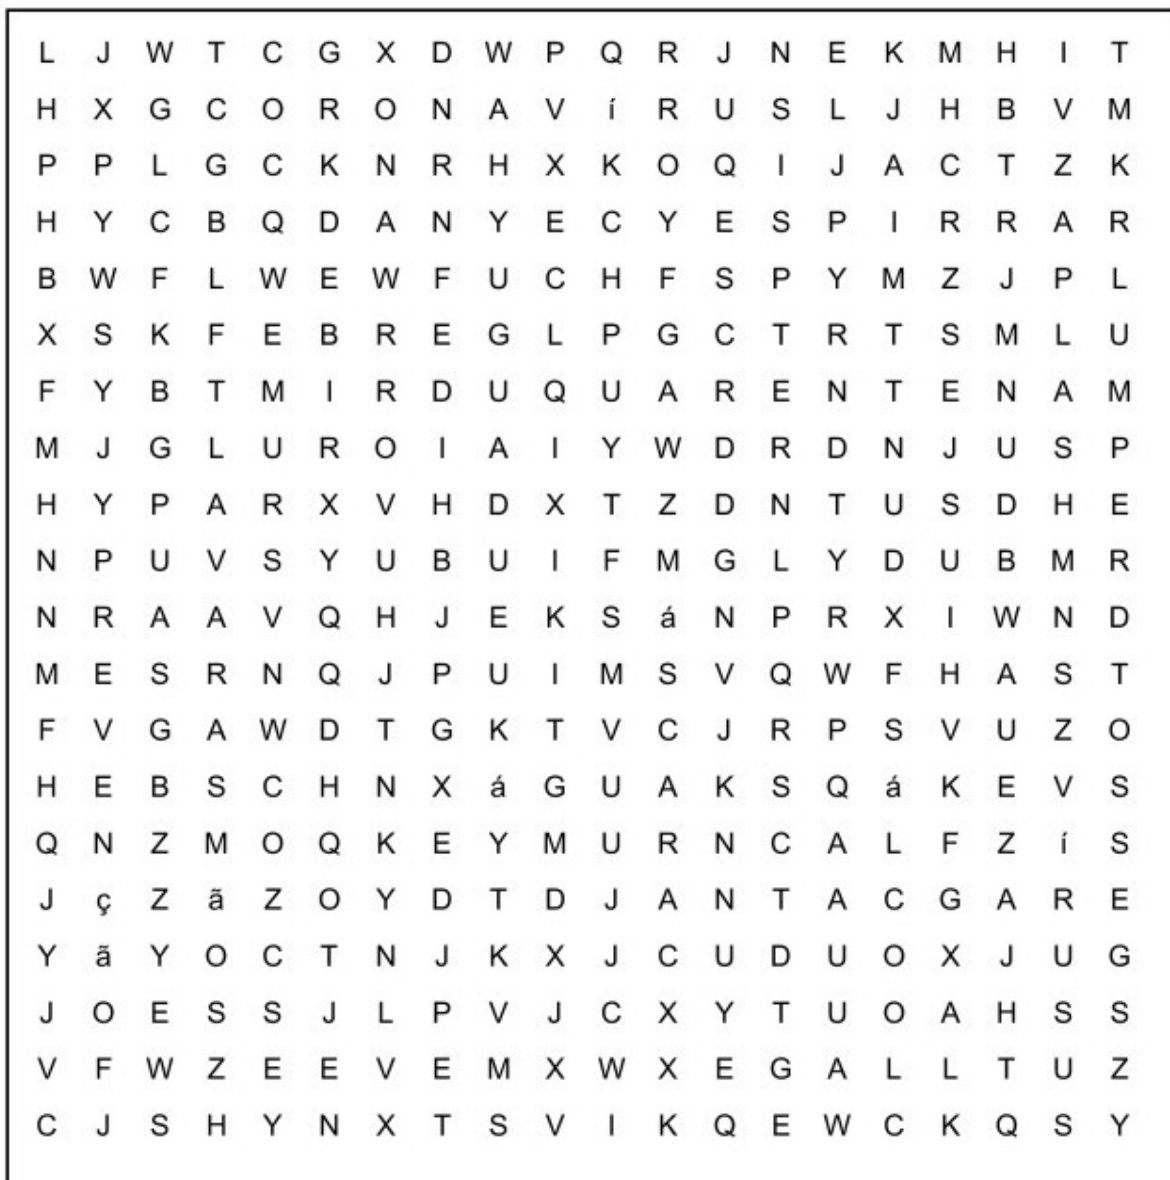 L J W T C G X D W P Q R J N E K M H I T
H X G C O R O N A V í R U S L J H B V M
P P L G C K N R H X K O Q I J A C T Z K
H Y C B Q D A N Y E C Y E S P I R R A R
B W F L W E W F U C H F S P Y M Z J P L
X S K F E B R E G L P G C T R T S M L U
F Y B T M I R D U Q U A R E N T E N A M
M J G L U R O I A I Y W D R D N J U S P
H Y P A R X V H D X T Z D N T U S D H E
N P U V S Y U B U I F M G L Y D U B M R
N R A A V Q H J E K S á N P R X I W N D
M E S R N Q J P U I M S V Q W F H A S T
F V G A W D T G K T V C J R P S V U Z O
H E B S C H N X á G U A K S Q á K E V S
Q N Z M O Q K E Y M U R N C A L F Z í S
J ç Z ã Z O Y D T D J A N T A C G A R E
Y ã Y O C T N J K X J C U D U O X J U G
J O E S S J L P V J C X Y T U O A H S S
V F W Z E E V E M X W X E G A L L T U Z
C J S H Y N X T S V I K Q E W C K Q S Y